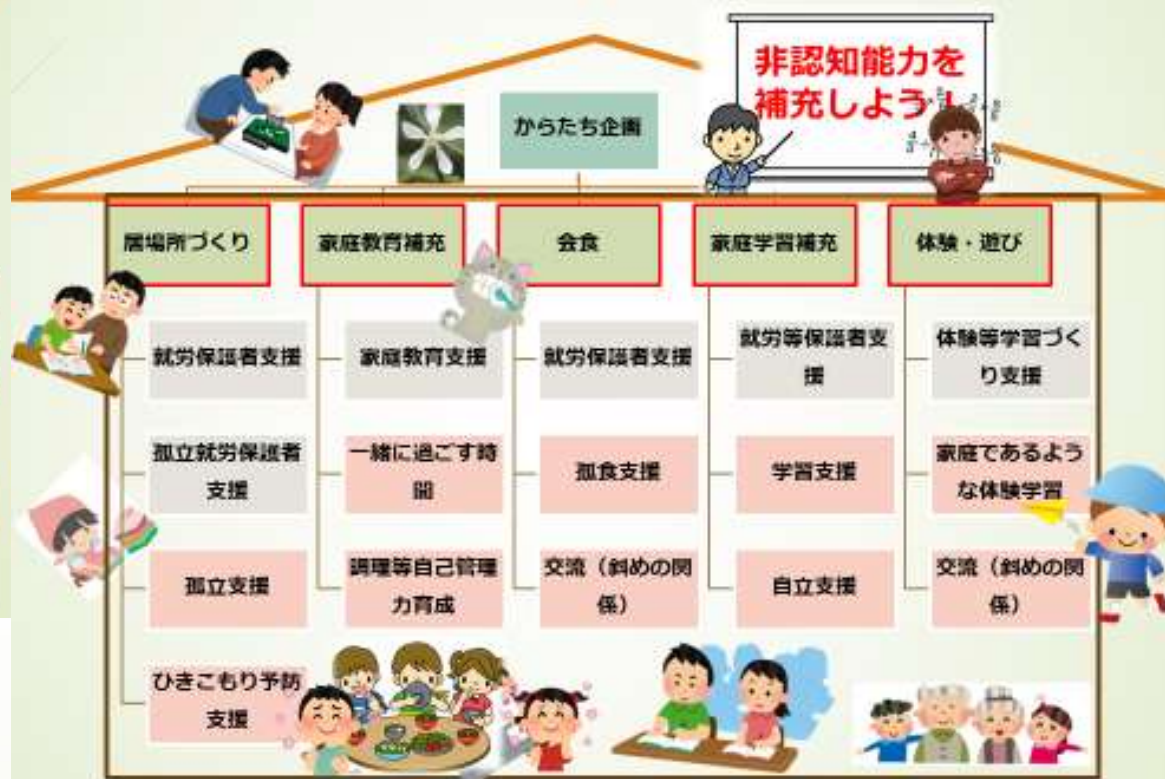 非認知能力を
補充しよう！
からたち企画
居場所づくり
家庭教育補充
会食
家庭学習補充
体験・遊び
就労保護者支援
家庭教育支援
就労保護者支援
就労等保護者支
援
体験等学習づく
り支援
孤立就労保護者
支援
一緒に過ごす時
間
孤食支援
学習支援
家庭であるよう
な体験学習
孤立支援
調理等自己管理
力育成
交流（斜めの関
係）
自立支援
交流（斜めの関
係）
ひきこもり予防
支援